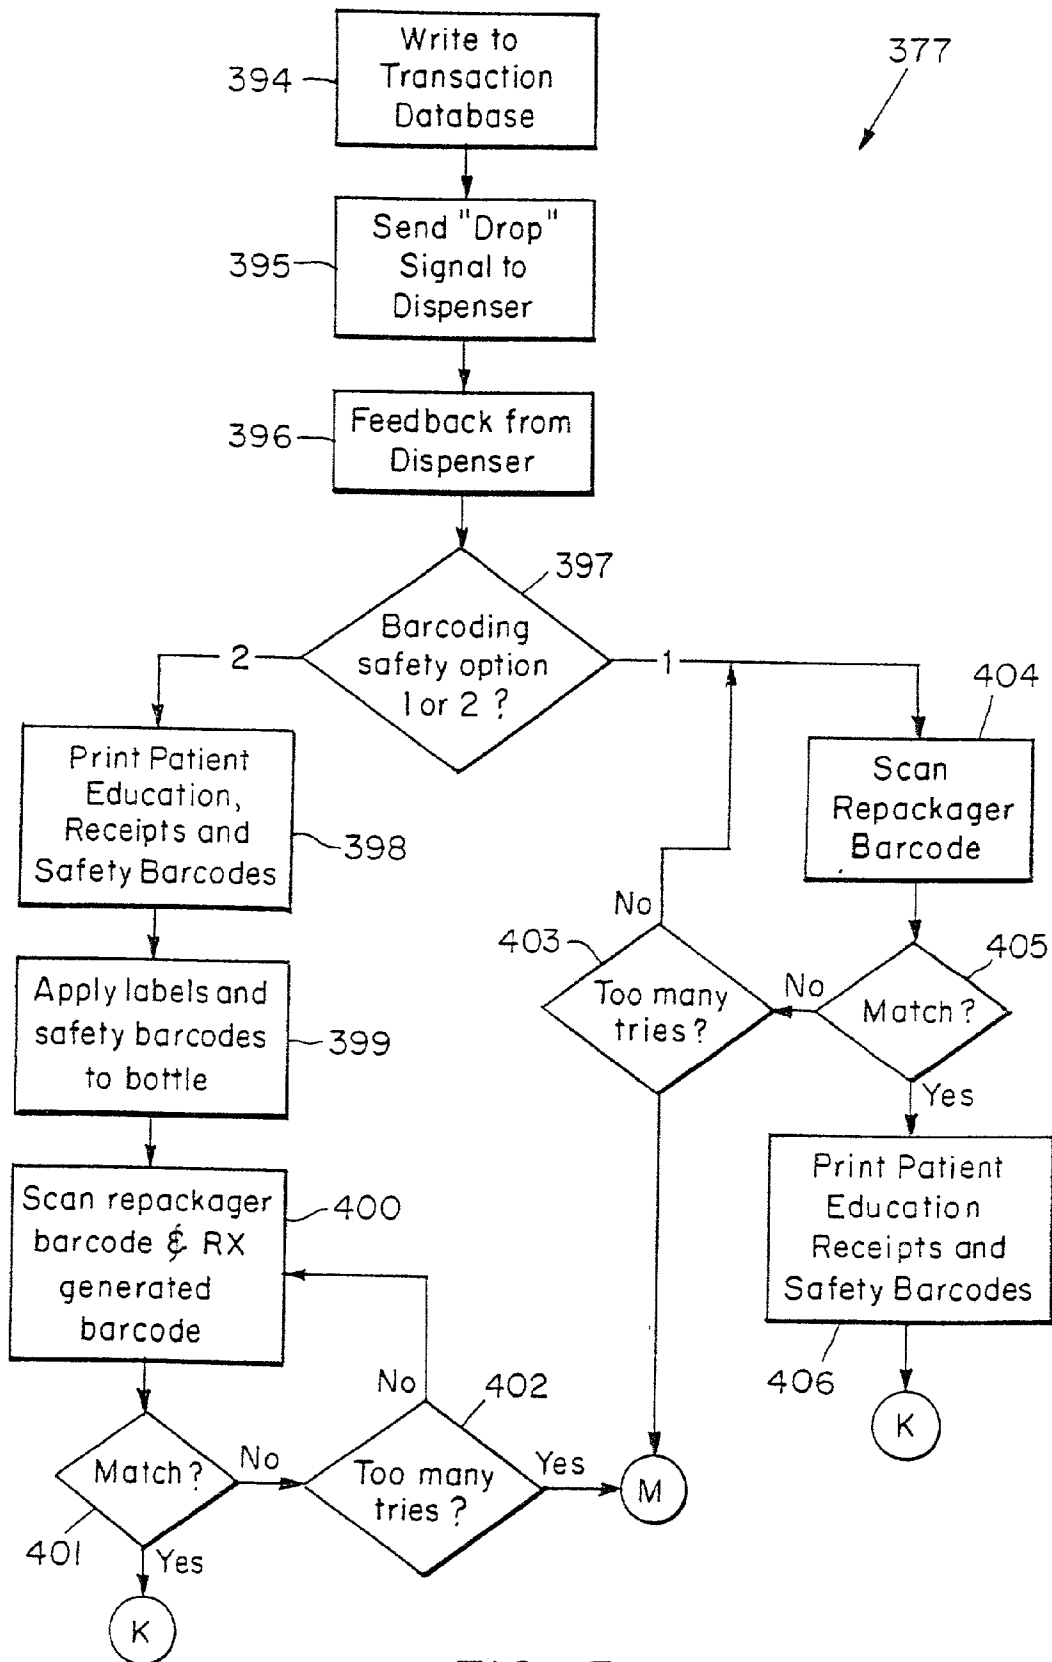 377
394
Write to
Transaction
Database
395
Send "Drop"
Signal to
Dispenser
396
Feedback from
Dispenser
397
Barcoding
safety option
1 or 2 ?
2
1
Print Patient
Education,
Receipts and
Safety Barcodes
398
Apply labels and
safety barcodes
to bottle
399
Scan repackager
barcode & RX
generated
barcode
400
Match?
401
No
Yes
K
Too many
tries ?
402
No
Yes
M
404
Scan
Repackager
Barcode
405
Match?
No
Yes
403
Too many
tries?
No
Print Patient
Education
Receipts and
Safety Barcodes
406
K